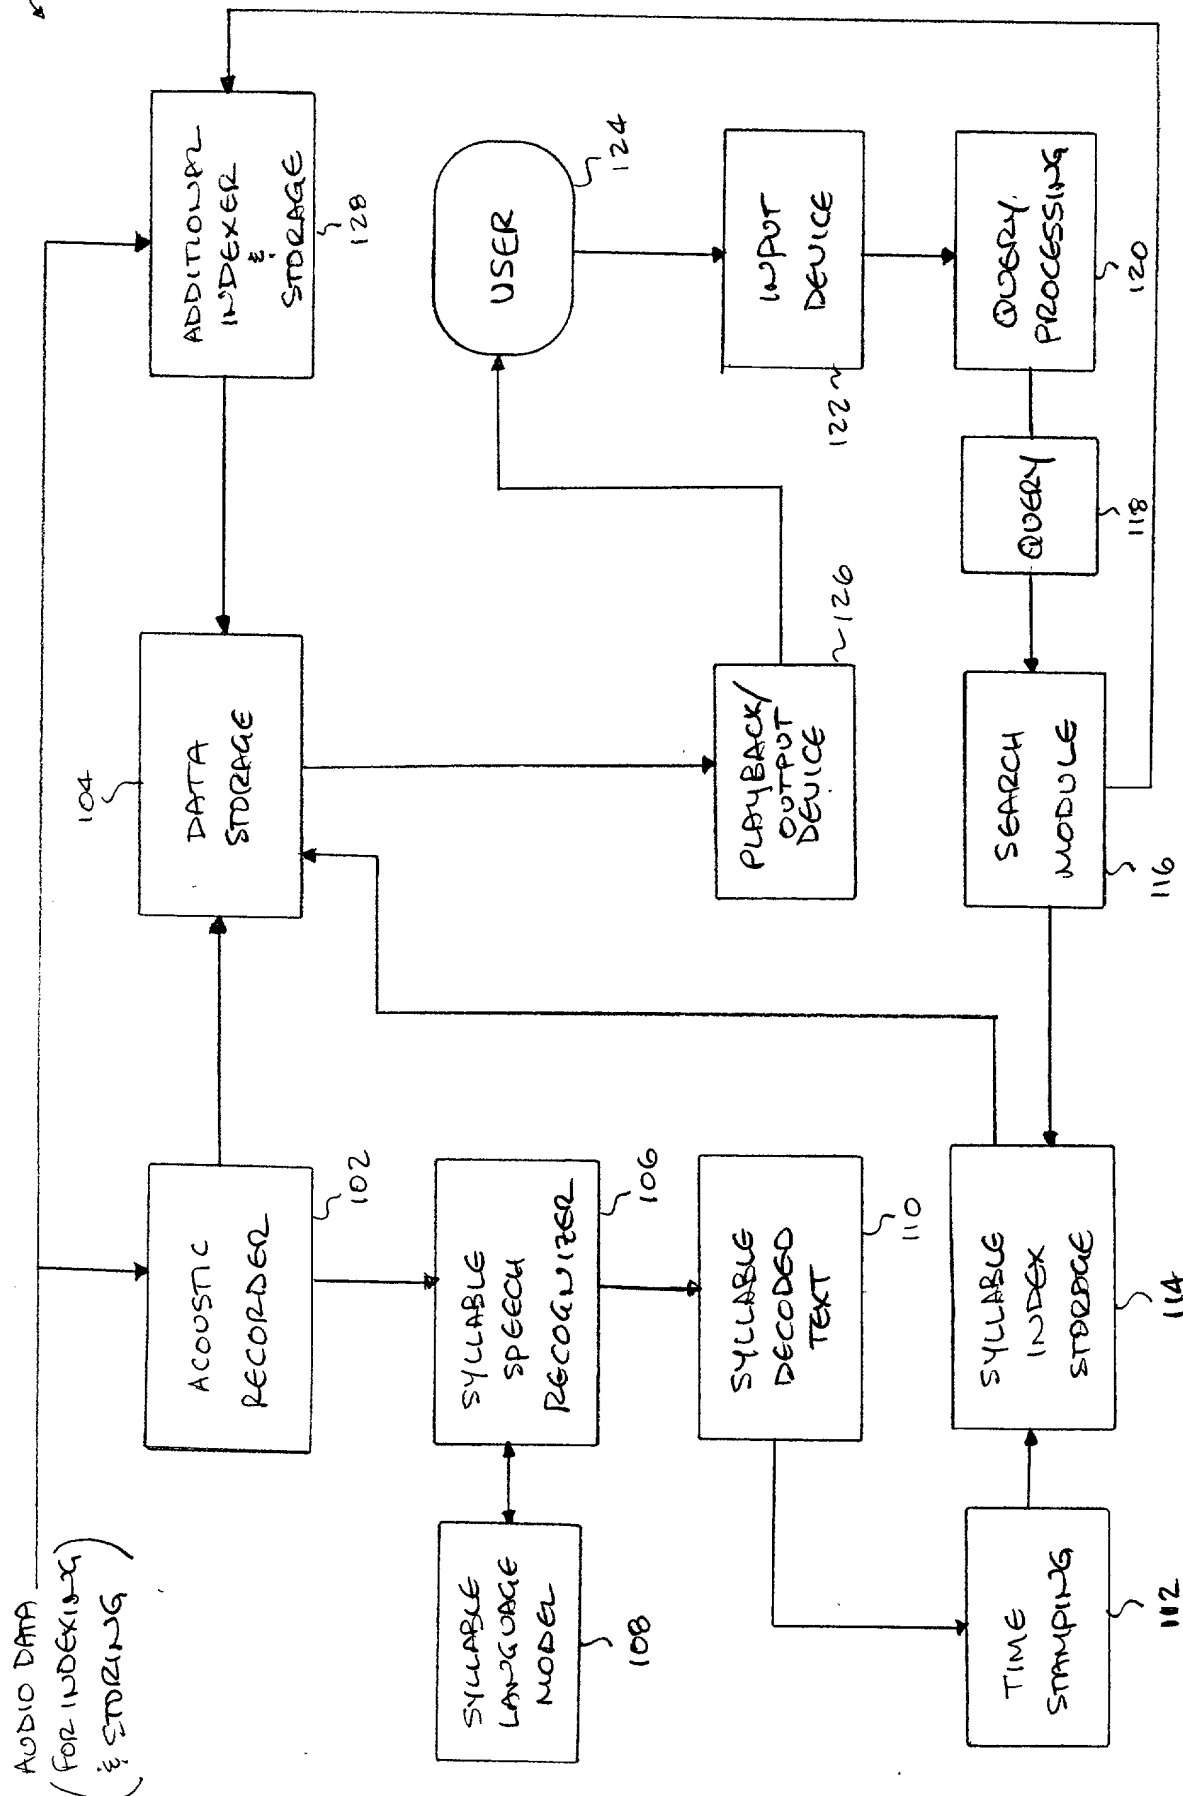 AUDIO DATA
(FOR INDEXING
& STORING)
ACOUSTIC
RECORDER
102
DATA
STORAGE
104
ADDITIONAL
INDEXER
&
STORAGE
128
SYLLABLE
LANGUAGE
MODEL
108
SYLLABLE
SPEECH
RECOGNIZER
106
USER
124
SYLLABLE
DECODED
TEXT
110
PLAYBACK/
OUTPUT
DEVICE
126
INPUT
DEVICE
122
TIME
STAMPING
112
SYLLABLE
INDEX
STORAGE
114
SEARCH
MODULE
116
QUERY
118
QUERY
PROCESSING
120